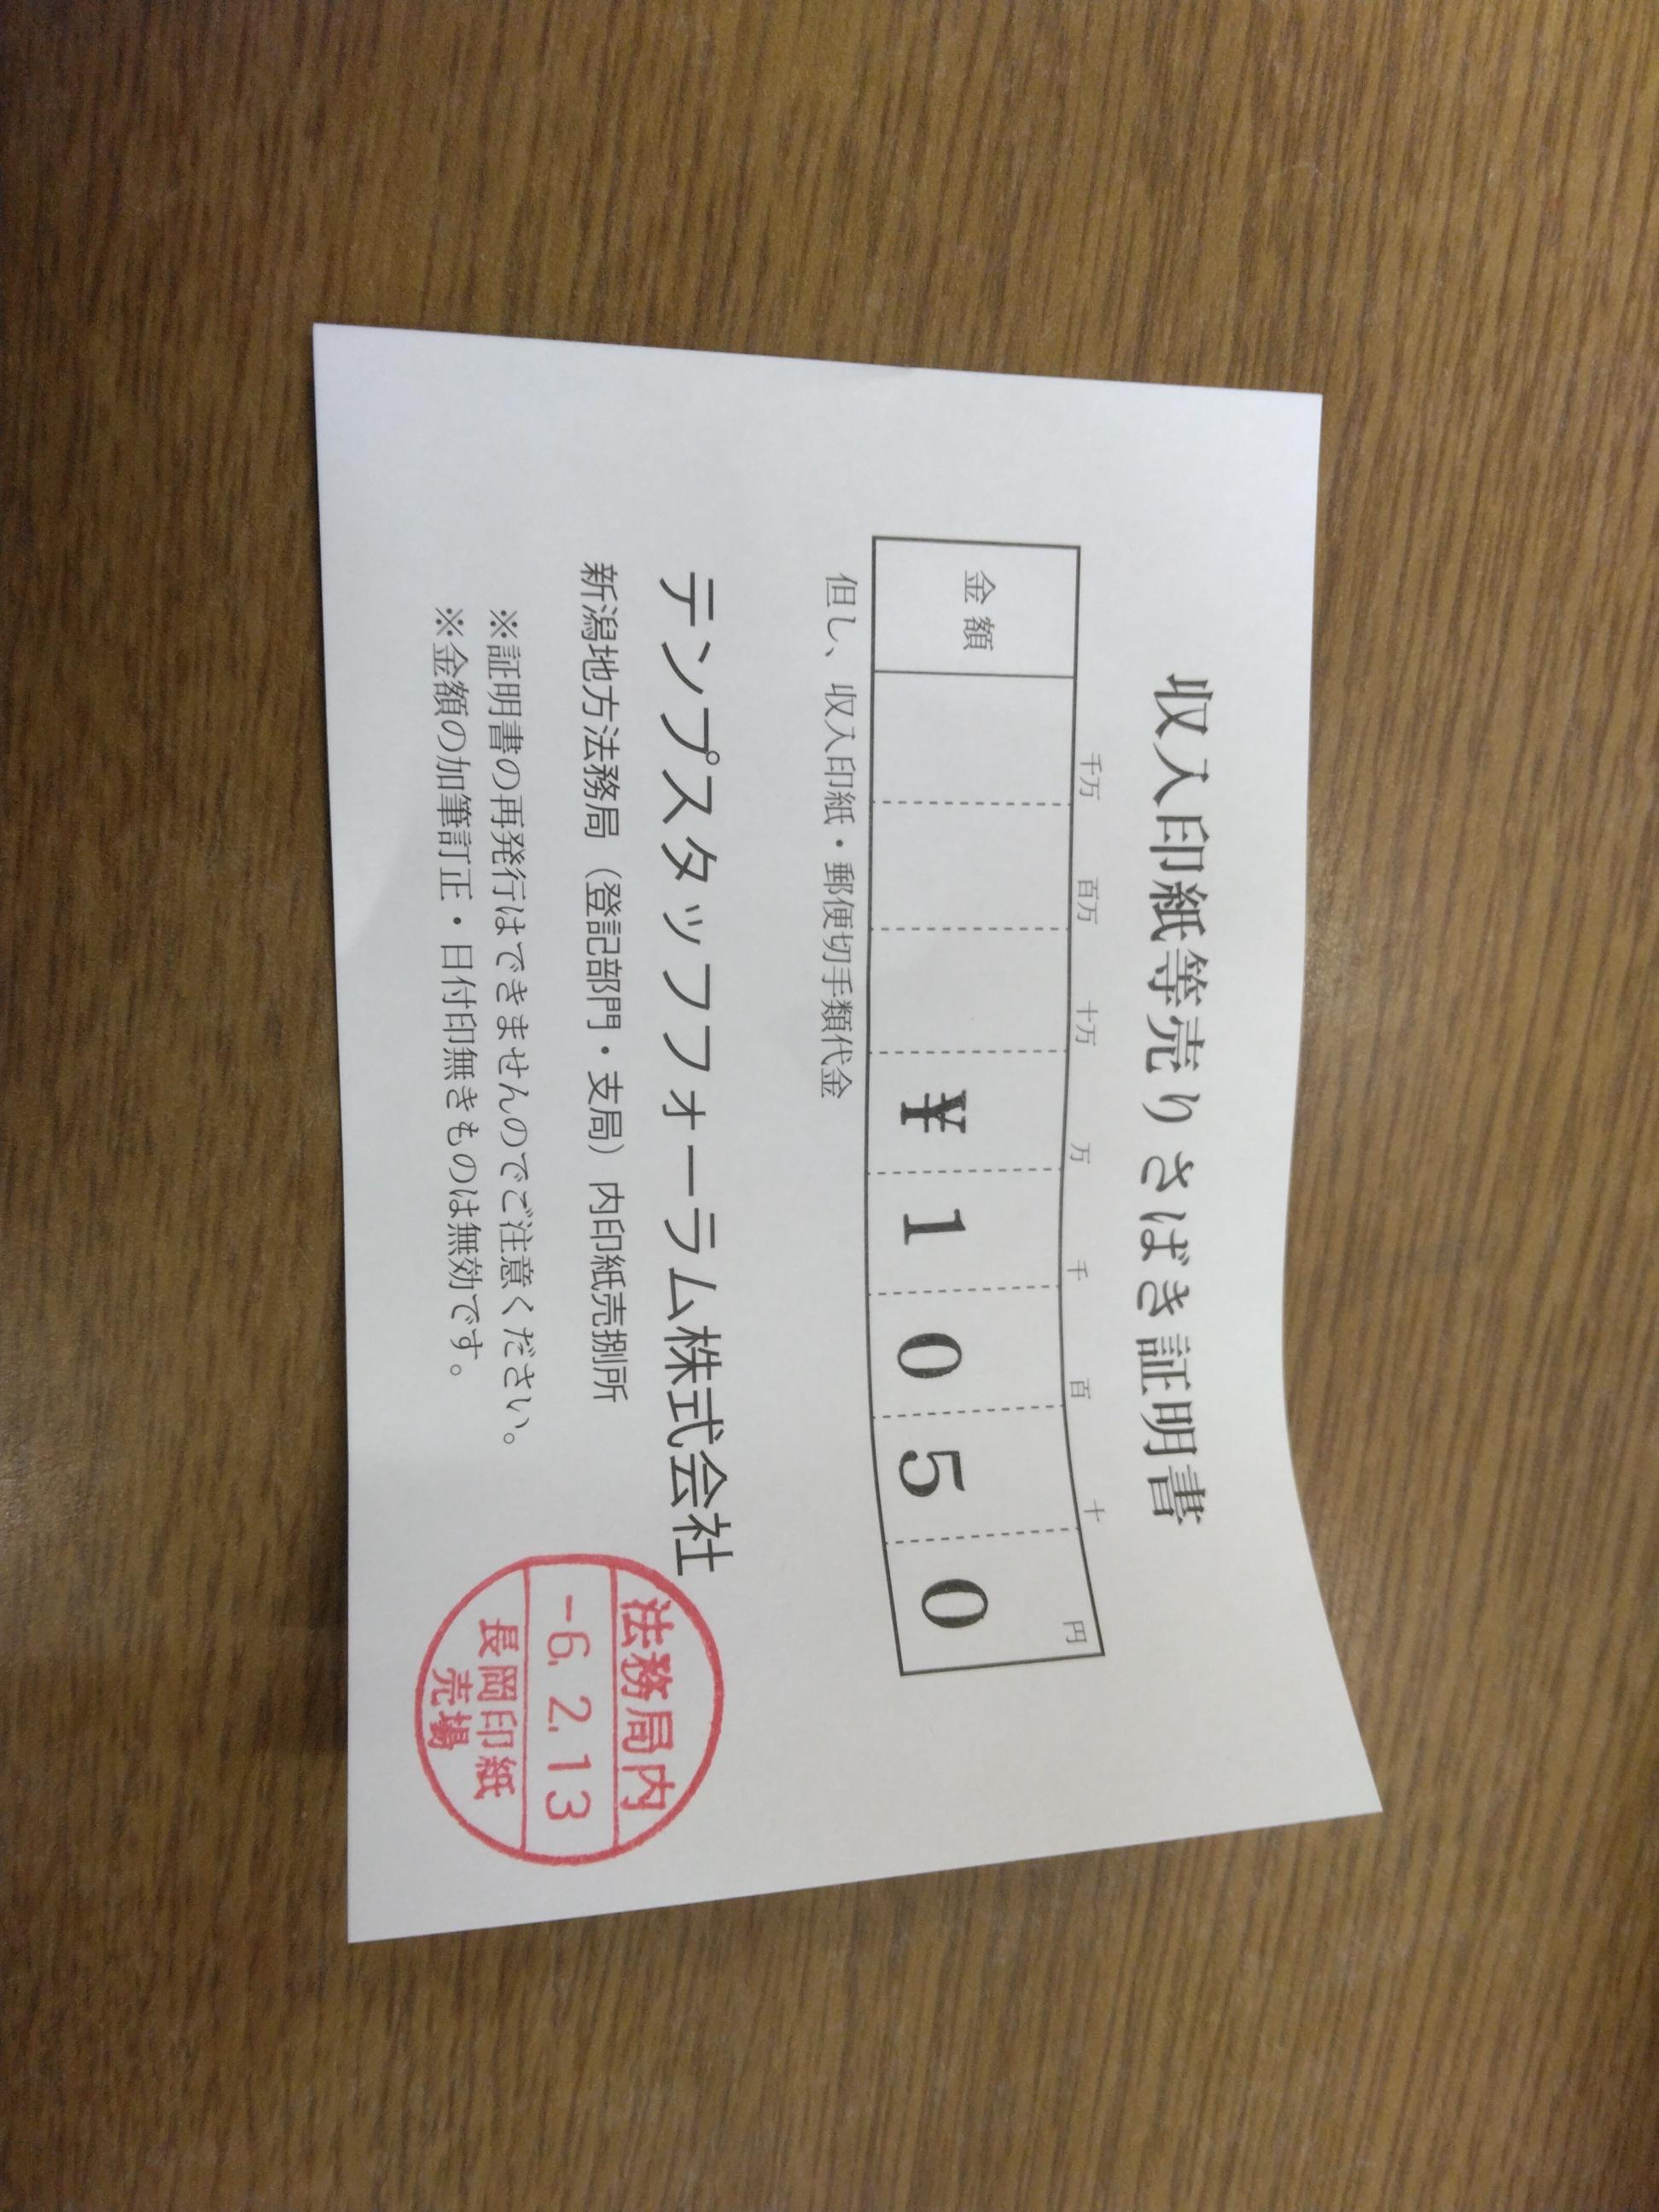 収入印紙等売りさばき証明書
千万 百万 十万 万 千 百 十 円
金額 ¥1050
但し、収入印紙・郵便切手類代金
テンプスタッフフォーラム株式会社
新潟地方法務局（登記部門・支局）内印紙売捌所
※証明書の再発行はできませんのでご注意ください。
※金額の加筆訂正・日付印無きものは無効です。
法務局内
-6. 2. 13
長岡印紙
売場